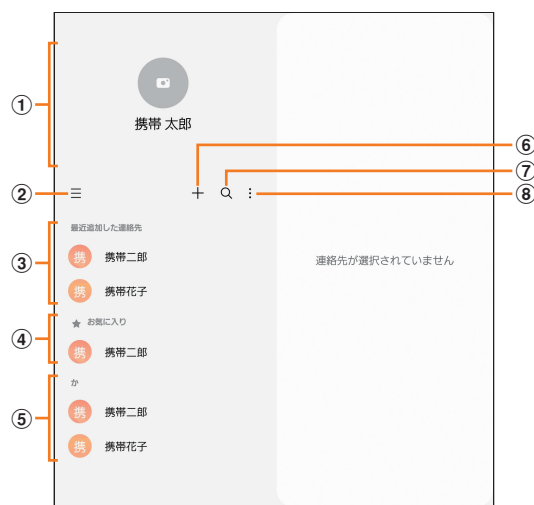 携帯 太郎
① 
⑥
⑦
②
⑧
最近追加した連絡先
③
携 携帯二郎
連絡先が選択されていません
携 携帯花子
★ お気に入り
④
携 携帯二郎
か
⑤
携 携帯二郎
携 携帯花子